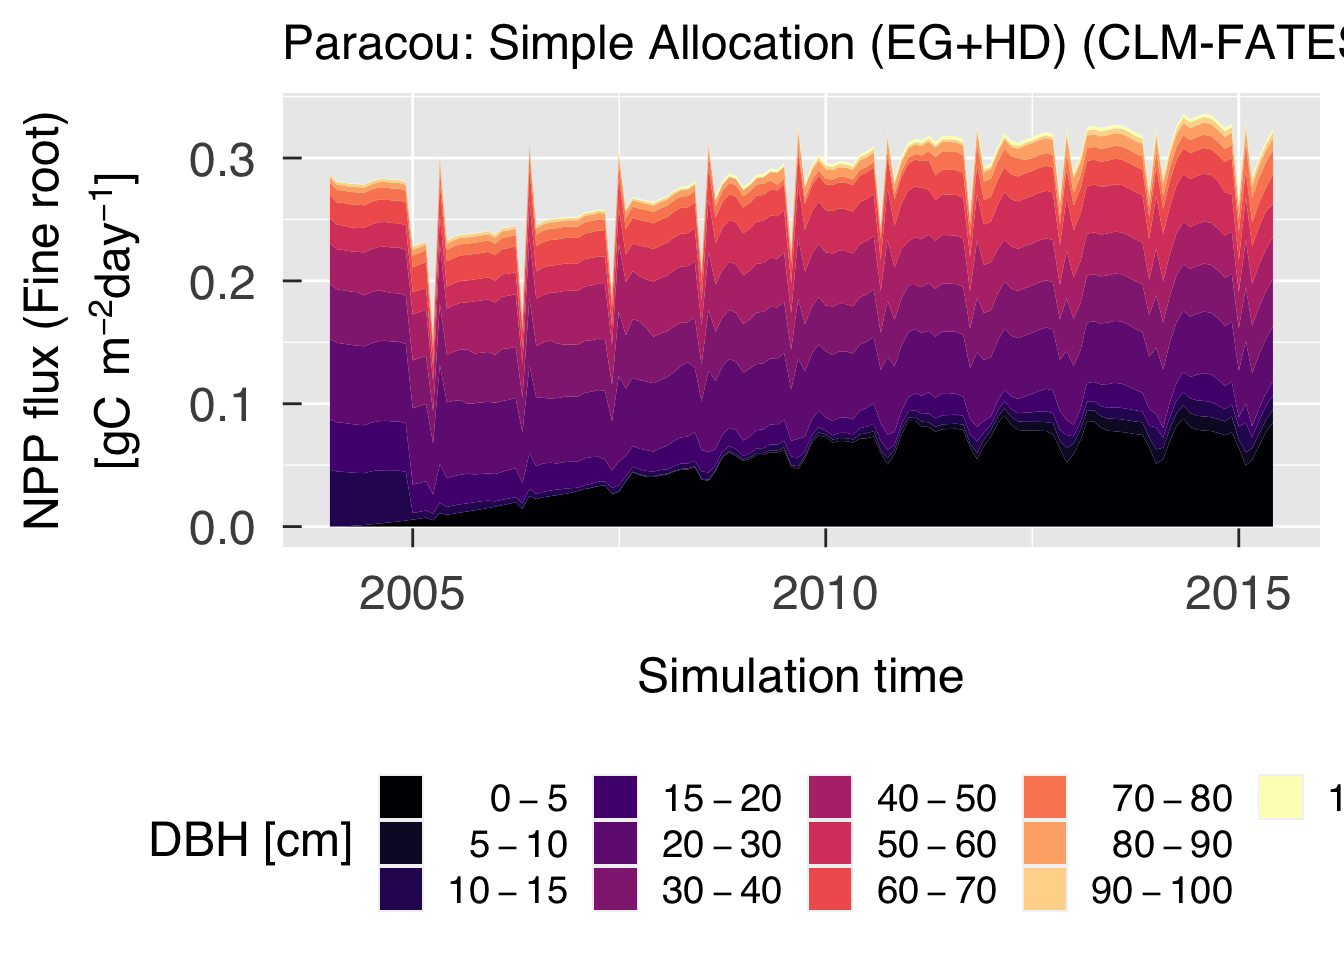 Paracou: Simple Allocation (EG+HD) (CLM-FATES
NPP flux (Fine root)
[gC m⁻²day⁻¹]
0.3
0.2
0.1
0.0
2005 2010 2015
Simulation time
DBH [cm]
0 – 5 15 – 20 40 – 50 70 – 80 1
5 – 10 20 – 30 50 – 60 80 – 90
10 – 15 30 – 40 60 – 70 90 – 100